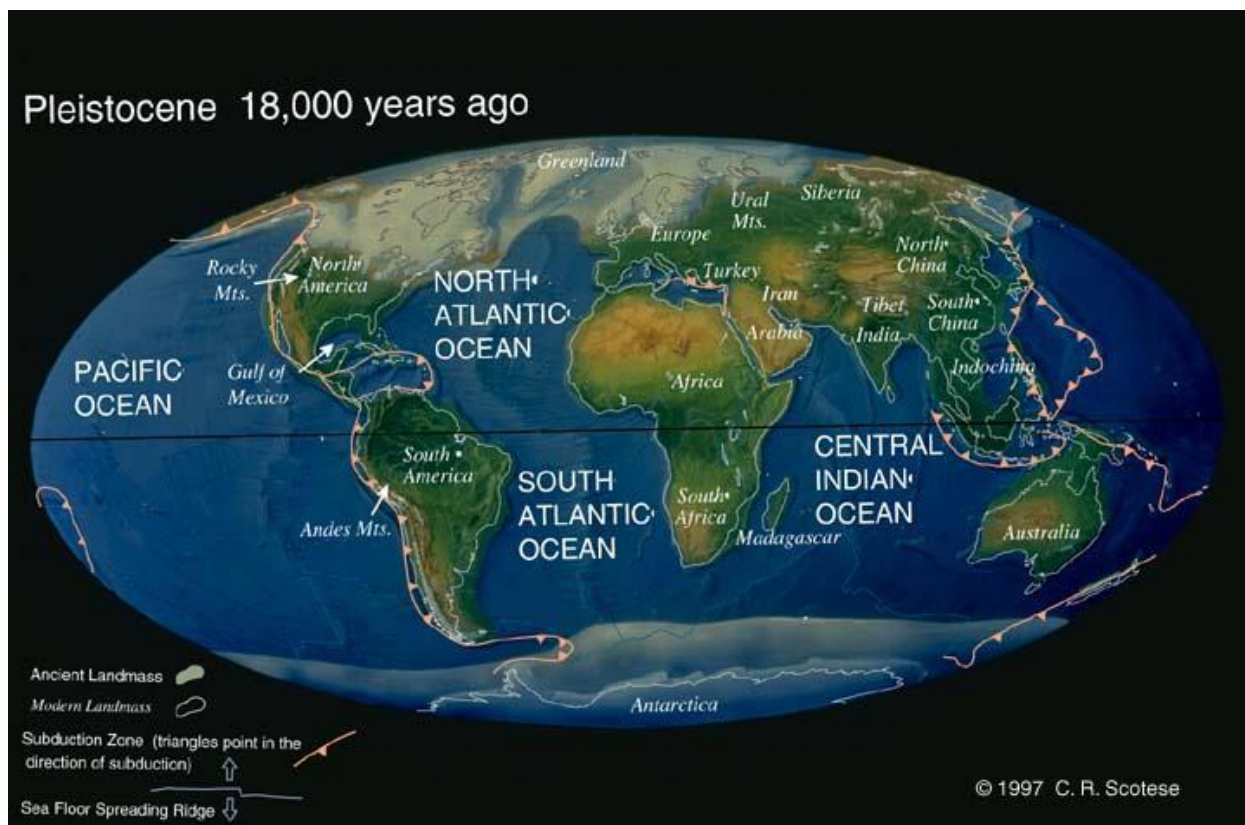 Pleistocene 18,000 years ago
Greenland
Siberia
Ural
Mts.
Europe
North
China
Rocky
Mts.
North
America
NORTH
ATLANTIC
OCEAN
Turkey
Iran
Tibet
South
China
Arabia
India
PACIFIC
OCEAN
Gulf of
Mexico
Africa
Indochina
South
America
CENTRAL
INDIAN
OCEAN
SOUTH
ATLANTIC
OCEAN
South
Africa
Andes Mts.
Madagascar
Australia
Ancient Landmass
Modern Landmass
Antarctica
Subduction Zone (triangles point in the
direction of subduction)
Sea Floor Spreading Ridge
© 1997 C. R. Scotese